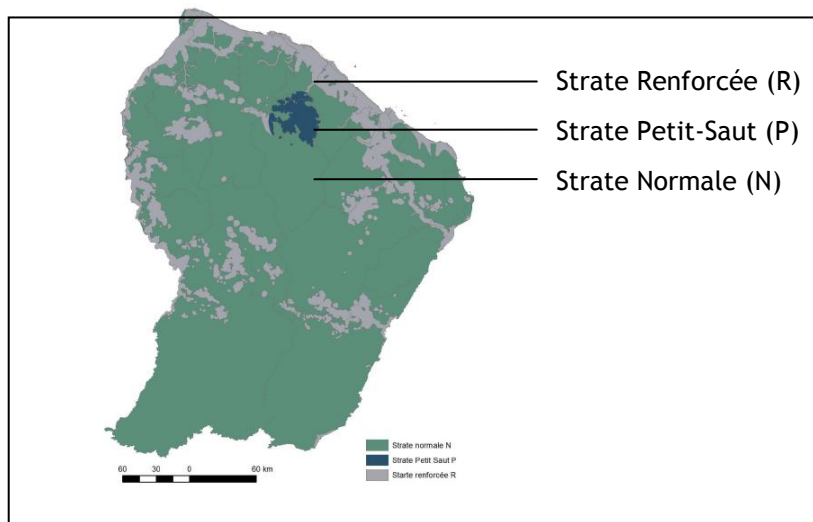 Strate Renforcée (R)
Strate Petit-Saut (P)
Strate Normale (N)
Strate normale N
Strate Petit Saut P
Starte renforcée R
60 30 0 60 km